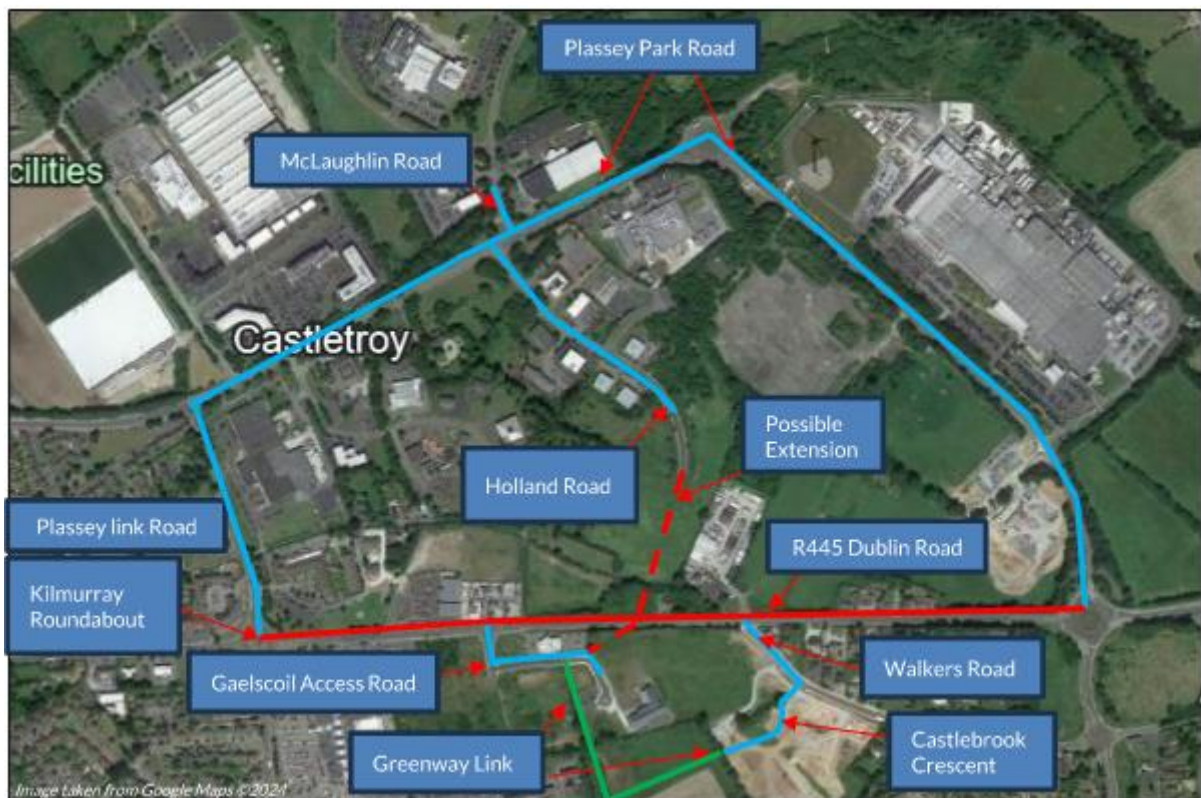 Plassey Park Road
McLaughlin Road
cilities
Castletroy
Possible
Extension
Holland Road
Plassey link Road
R445 Dublin Road
Kilmurray
Roundabout
Gaelscoil Access Road
Walkers Road
Greenway Link
Castlebrook
Crescent
Image taken from Google Maps ©2024